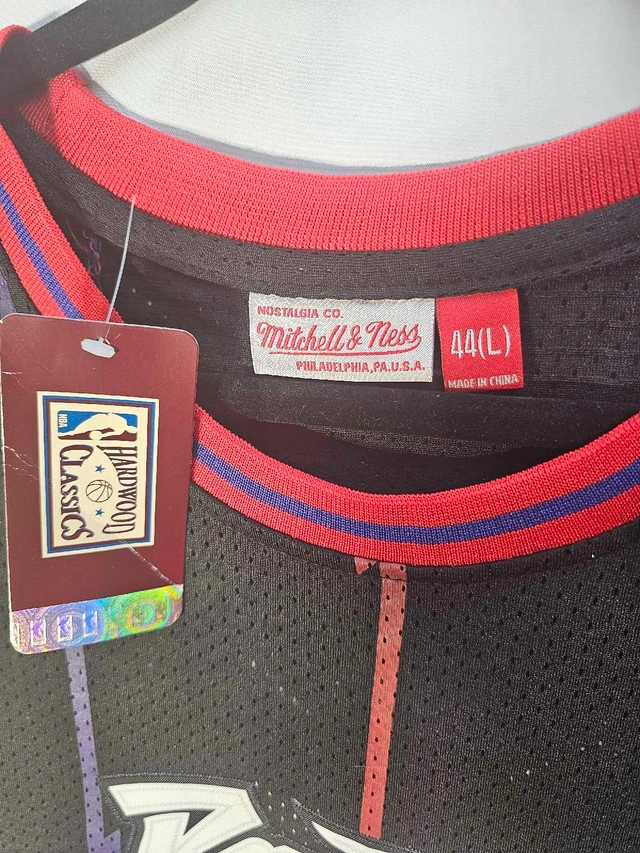 NOSTALGIA CO.
Mitchell & Ness
PHILADELPHIA,PA.U.S.A.
44(L)
MADE IN CHINA
NBA
HARDWOOD
CLASSICS